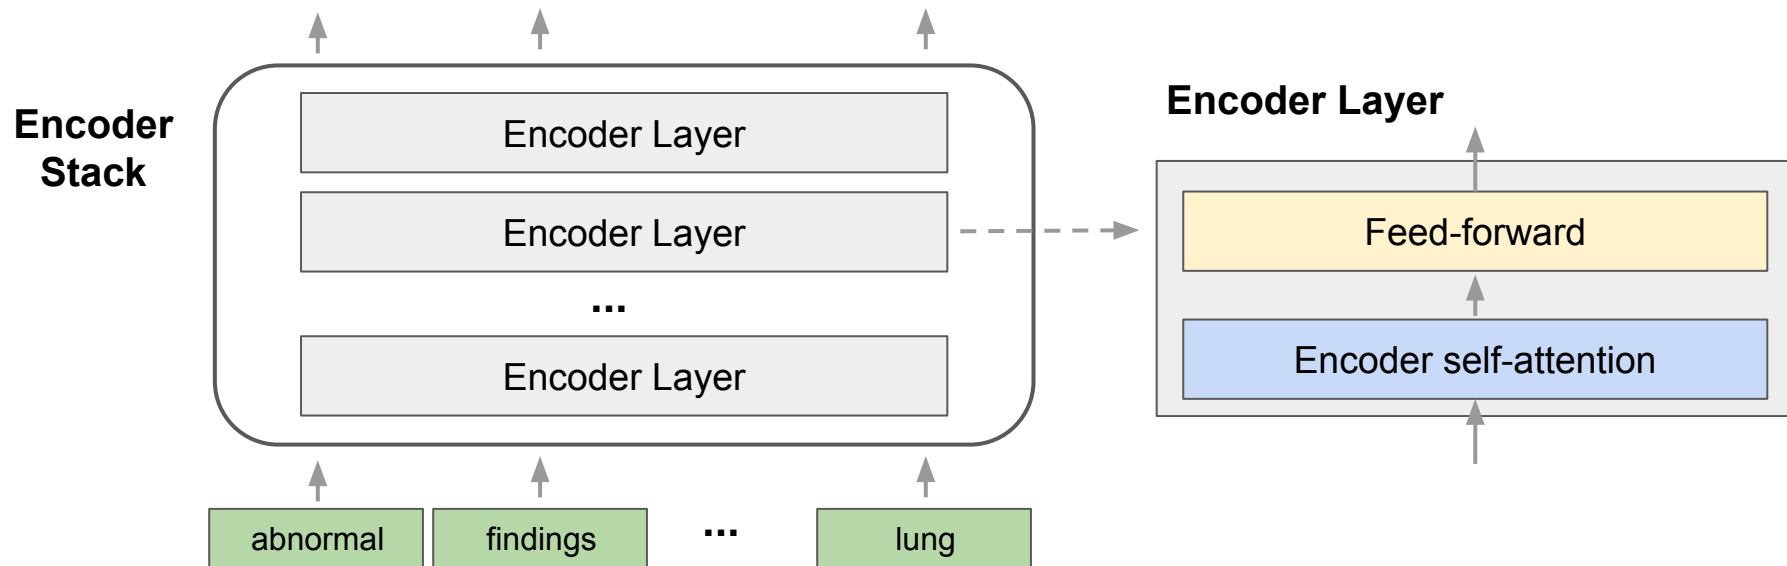 Encoder
Stack
Encoder Layer
Encoder Layer
...
Encoder Layer
abnormal
findings
...
lung
Encoder Layer
Feed-forward
Encoder self-attention